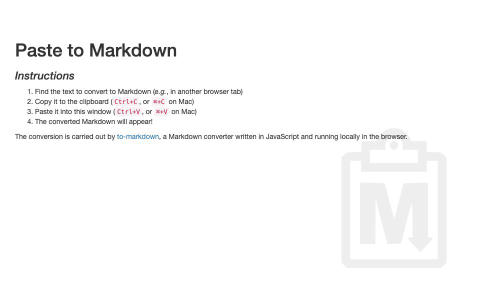 Paste to Markdown
Instructions
1. Find the text to convert to Markdown (e.g., in another browser tab)
2. Copy it to the clipboard (Ctrl+C, or ⌘+C on Mac)
3. Paste it into this window (Ctrl+V, or ⌘+V on Mac)
4. The converted Markdown will appear!
The conversion is carried out by to-markdown, a Markdown converter written in JavaScript and running locally in the browser.
M